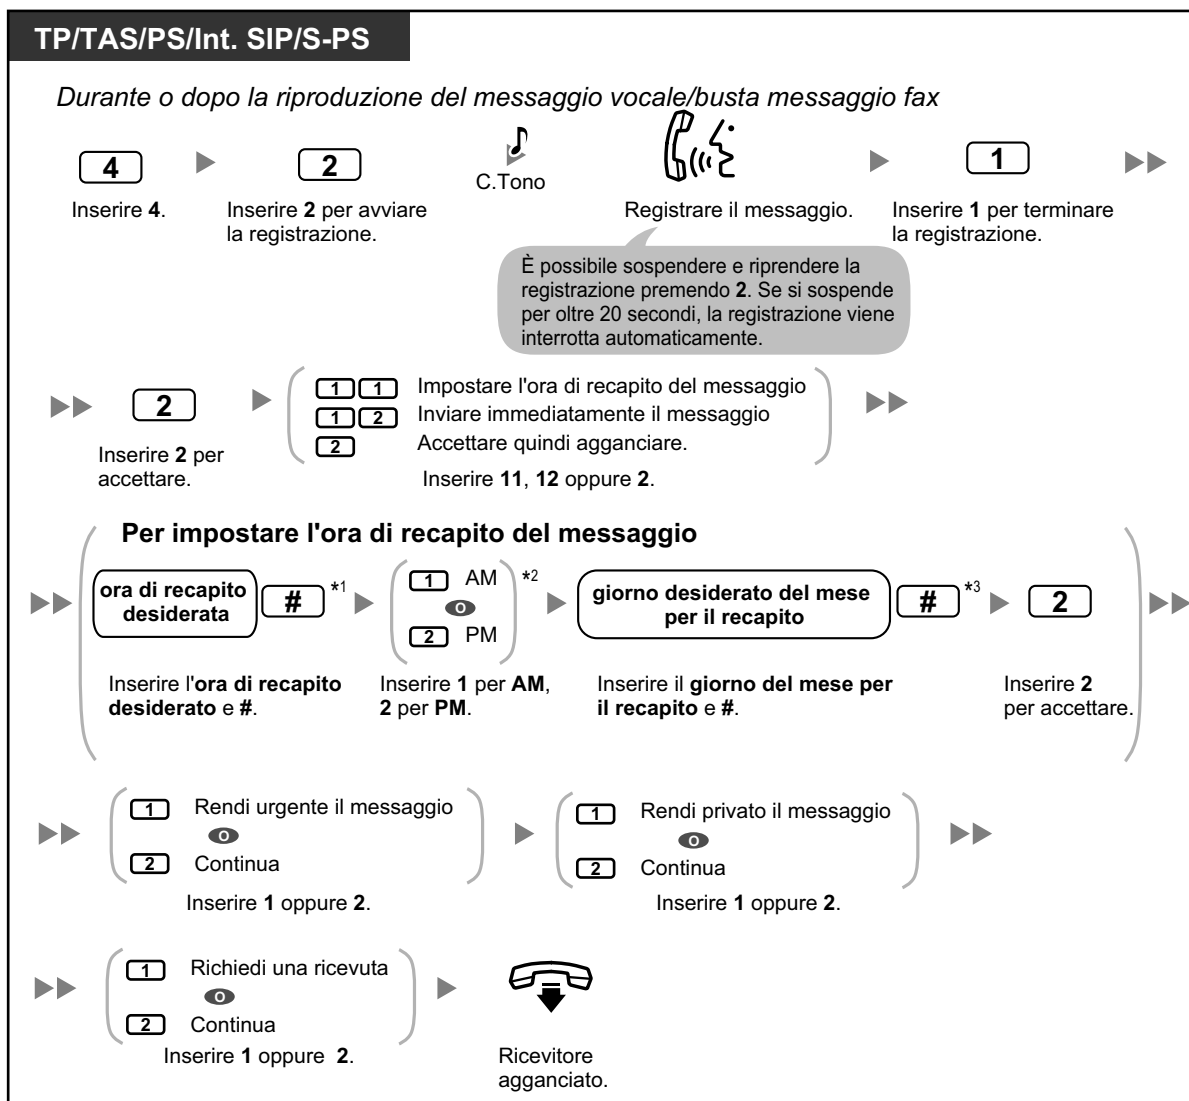 TP/TAS/PS/Int. SIP/S-PS
Durante o dopo la riproduzione del messaggio vocale/busta messaggio fax
4
2
C.Tono
1
Inserire 4.
Inserire 2 per avviare
la registrazione.
Registrare il messaggio.
Inserire 1 per terminare
la registrazione.
È possibile sospendere e riprendere la
registrazione premendo 2. Se si sospende
per oltre 20 secondi, la registrazione viene
interrotta automaticamente.
2
Inserire 2 per
accettare.
1 1 Impostare l'ora di recapito del messaggio
1 2 Inviare immediatamente il messaggio
2 Accettare quindi agganciare.
Inserire 11, 12 oppure 2.
Per impostare l'ora di recapito del messaggio
ora di recapito
desiderata
# *1
1 AM *2
O
2 PM
giorno desiderato del mese
per il recapito
# *3
2
Inserire l'ora di recapito
desiderato e #.
Inserire 1 per AM,
2 per PM.
Inserire il giorno del mese per
il recapito e #.
Inserire 2
per accettare.
1 Rendi urgente il messaggio
O
2 Continua
Inserire 1 oppure 2.
1 Rendi privato il messaggio
O
2 Continua
Inserire 1 oppure 2.
1 Richiedi una ricevuta
O
2 Continua
Inserire 1 oppure 2.
Ricevitore
agganciato.